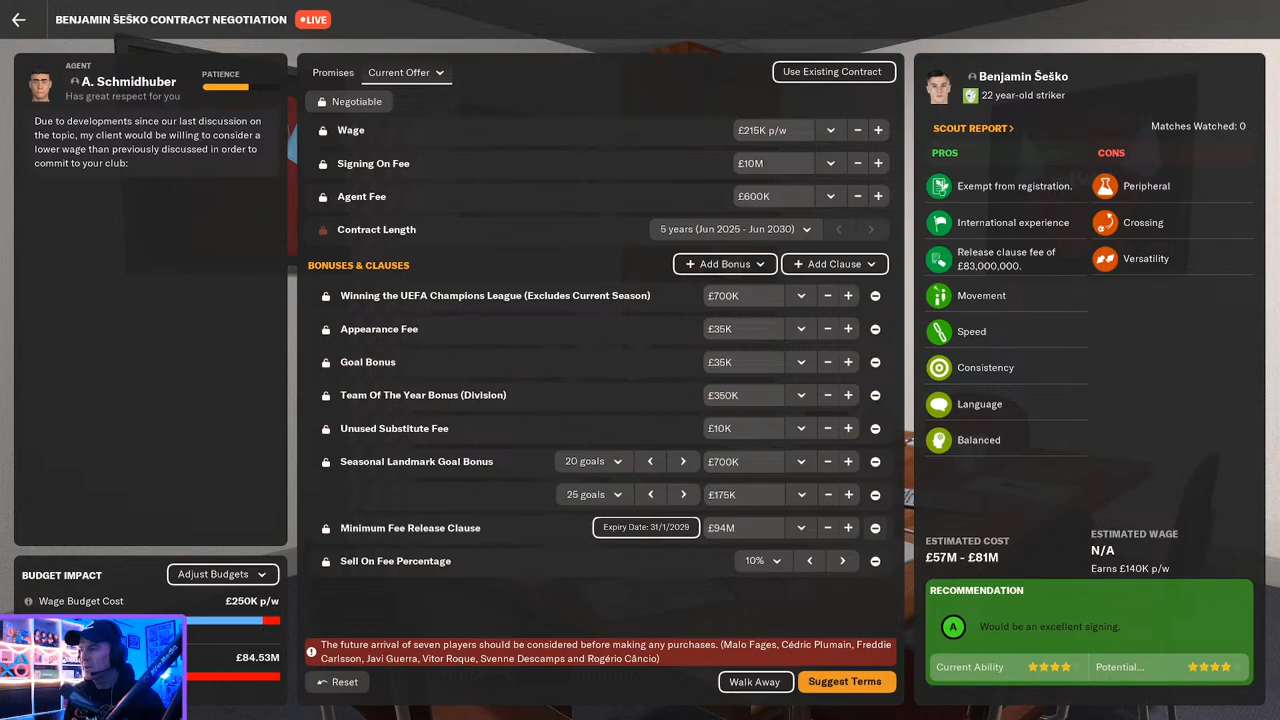 BENJAMIN ŠEŠKO CONTRACT NEGOTIATION
LIVE
AGENT
A. Schmidhuber
Has great respect for you
PATIENCE
Due to developments since our last discussion on
the topic, my client would be willing to consider a
lower wage than previously discussed in order to
commit to your club:
Promises
Current Offer
Use Existing Contract
Negotiable
Wage
£215K p/w
Signing On Fee
£10M
Agent Fee
£600K
Contract Length
5 years (Jun 2025 - Jun 2030)
BONUSES & CLAUSES
Add Bonus
Add Clause
Winning the UEFA Champions League (Excludes Current Season)
£700K
Appearance Fee
£35K
Goal Bonus
£35K
Team Of The Year Bonus (Division)
£350K
Unused Substitute Fee
£10K
Seasonal Landmark Goal Bonus
20 goals
£700K
25 goals
£175K
Minimum Fee Release Clause
Expiry Date: 31/1/2029
£94M
Sell On Fee Percentage
10%
The future arrival of seven players should be considered before making any purchases. (Malo Fages, Cédric Plumain, Freddie
Carlsson, Javi Guerra, Vitor Roque, Svenne Descamps and Rogério Câncio)
Reset
Walk Away
Suggest Terms
BUDGET IMPACT
Adjust Budgets
Wage Budget Cost
£250K p/w
£84.53M
Benjamin Šeško
22 year-old striker
SCOUT REPORT
Matches Watched: 0
PROS
CONS
Exempt from registration.
Peripheral
International experience
Crossing
Release clause fee of
£83,000,000.
Versatility
Movement
Speed
Consistency
Language
Balanced
ESTIMATED COST
£57M - £81M
ESTIMATED WAGE
N/A
Earns £140K p/w
RECOMMENDATION
A
Would be an excellent signing.
Current Ability
Potential...